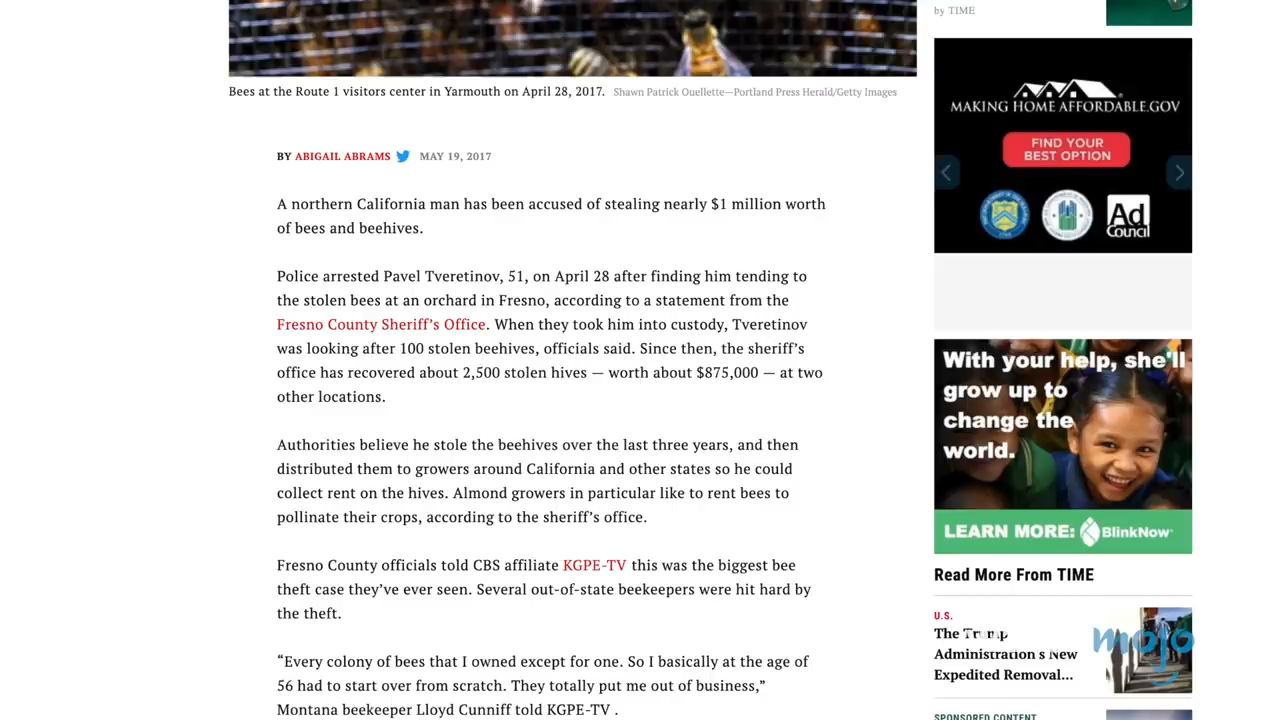 by TIME
Bees at the Route 1 visitors center in Yarmouth on April 28, 2017. Shawn Patrick Ouellette—Portland Press Herald/Getty Images
BY ABIGAIL ABRAMS MAY 19, 2017
A northern California man has been accused of stealing nearly $1 million worth
of bees and beehives.
Police arrested Pavel Tveretinov, 51, on April 28 after finding him tending to
the stolen bees at an orchard in Fresno, according to a statement from the
Fresno County Sheriff’s Office. When they took him into custody, Tveretinov
was looking after 100 stolen beehives, officials said. Since then, the sheriff’s
office has recovered about 2,500 stolen hives — worth about $875,000 — at two
other locations.
Authorities believe he stole the beehives over the last three years, and then
distributed them to growers around California and other states so he could
collect rent on the hives. Almond growers in particular like to rent bees to
pollinate their crops, according to the sheriff’s office.
Fresno County officials told CBS affiliate KGPE-TV this was the biggest bee
theft case they’ve ever seen. Several out-of-state beekeepers were hit hard by
the theft.
“Every colony of bees that I owned except for one. So I basically at the age of
56 had to start over from scratch. They totally put me out of business,”
Montana beekeeper Lloyd Cunniff told KGPE-TV .
MAKING HOME AFFORDABLE.GOV
FIND YOUR
BEST OPTION
Ad
Council
With your help, she'll
grow up to
change the
world.
LEARN MORE: BlinkNow
Read More From TIME
U.S.
The Trump
Administration s New
Expedited Removal...
mojo
SPONSORED CONTENT